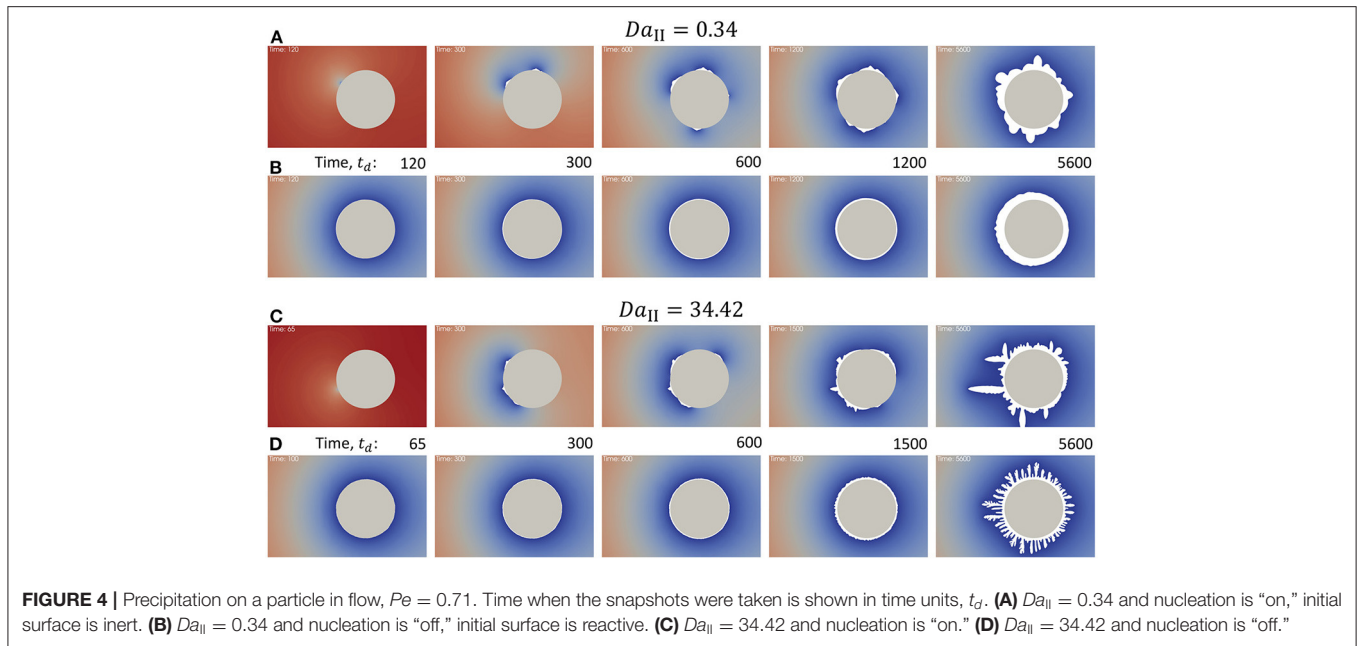 A
Da_II = 0.34
Time: 120
Time: 300
Time: 600
Time: 1200
Time: 5600
B
Time, t_d: 120 300 600 1200 5600
Time: 120
Time: 300
Time: 600
Time: 1200
Time: 5600
C
Da_II = 34.42
Time: 65
Time: 300
Time: 600
Time: 1500
Time: 5600
D
Time, t_d: 65 300 600 1500 5600
Time: 100
Time: 300
Time: 600
Time: 1500
Time: 5600
FIGURE 4 | Precipitation on a particle in flow, Pe = 0.71. Time when the snapshots were taken is shown in time units, t_d. (A) Da_II = 0.34 and nucleation is “on,” initial
surface is inert. (B) Da_II = 0.34 and nucleation is “off,” initial surface is reactive. (C) Da_II = 34.42 and nucleation is “on.” (D) Da_II = 34.42 and nucleation is “off.”